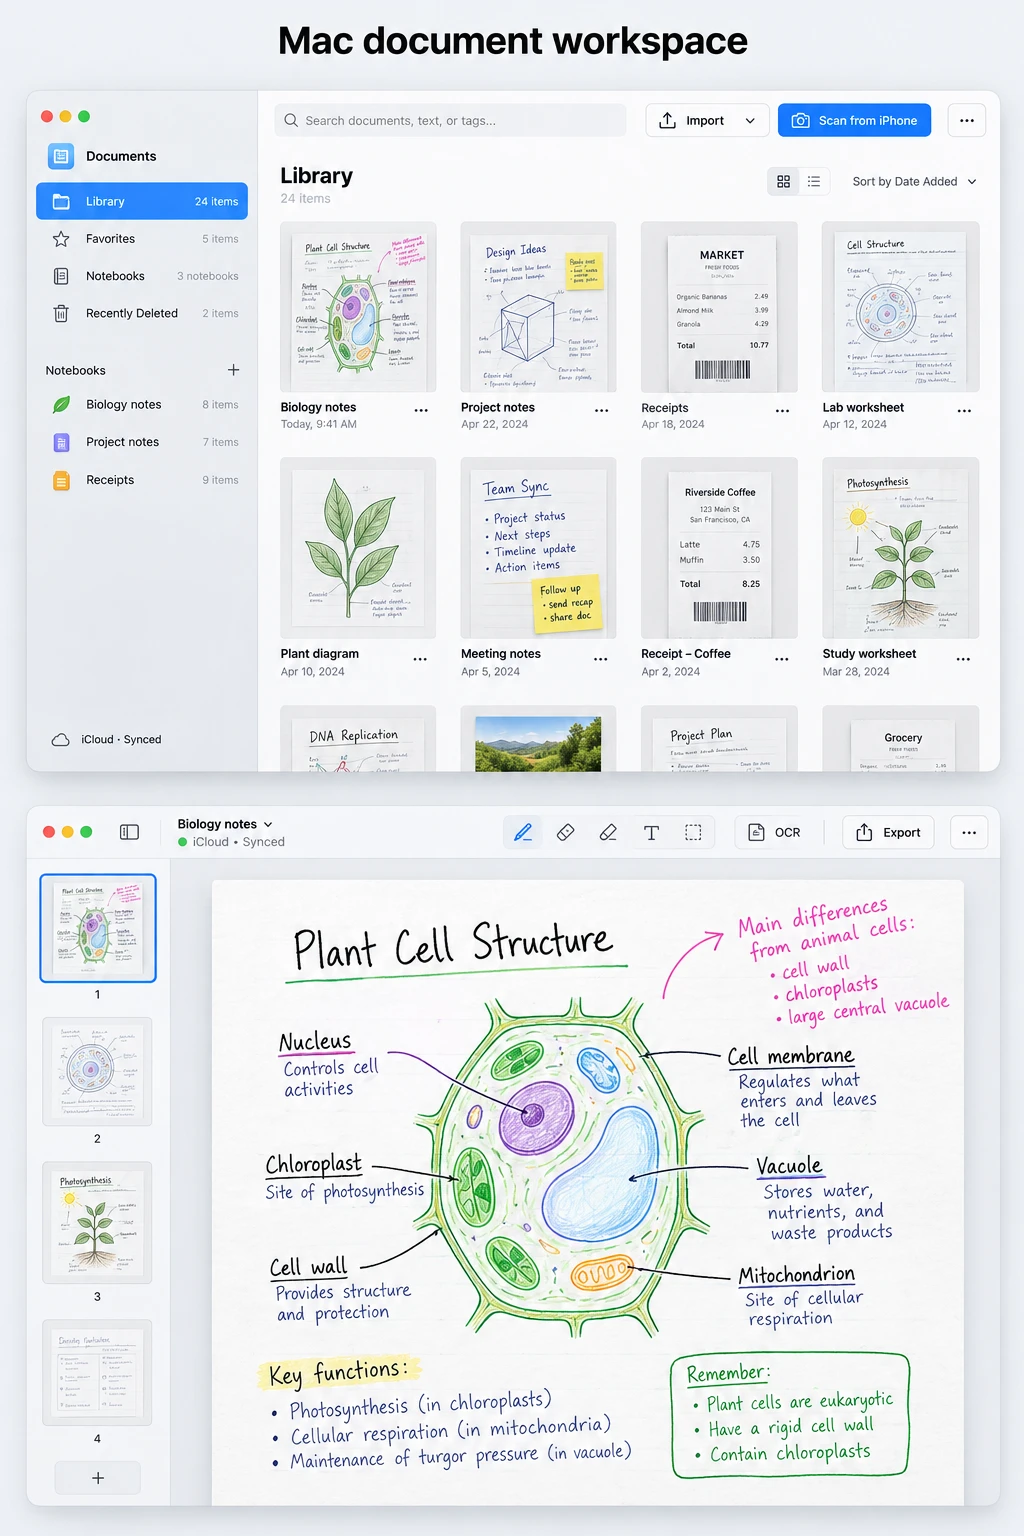 Mac document workspace
Documents
Library 24 items
Favorites 5 items
Notebooks 3 notebooks
Recently Deleted 2 items
Notebooks
Biology notes 8 items
Project notes 7 items
Receipts 9 items
iCloud · Synced
Search documents, text, or tags...
Import
Scan from iPhone
Library
24 items
Sort by Date Added
Plant Cell Structure
Biology notes
Today, 9:41 AM
Design Ideas
Project notes
Apr 22, 2024
MARKET
FRESH FOODS
Organic Bananas 2.49
Almond Milk 3.99
Granola 4.29
Total 10.77
Receipts
Apr 18, 2024
Cell Structure
Lab worksheet
Apr 12, 2024
Plant diagram
Apr 10, 2024
Team Sync
• Project status
• Next steps
• Timeline update
• Action items
Follow up
• send recap
• share doc
Meeting notes
Apr 5, 2024
Riverside Coffee
123 Main St
San Francisco, CA
Latte 4.75
Muffin 3.50
Total 8.25
Receipt – Coffee
Apr 2, 2024
Photosynthesis
Study worksheet
Mar 28, 2024
DNA Replication
Project Plan
Grocery
Biology notes
iCloud • Synced
T
OCR
Export
Plant Cell Structure
1
2
Photosynthesis
3
4
Plant Cell Structure
Main differences
from animal cells:
• cell wall
• chloroplasts
• large central vacuole
Nucleus
Controls cell
activities
Chloroplast
Site of photosynthesis
Cell wall
Provides structure
and protection
Cell membrane
Regulates what
enters and leaves
the cell
Vacuole
Stores water,
nutrients, and
waste products
Mitochondrion
Site of cellular
respiration
Key functions:
• Photosynthesis (in chloroplasts)
• Cellular respiration (in mitochondria)
• Maintenance of turgor pressure (in vacuole)
Remember:
• Plant cells are eukaryotic
• Have a rigid cell wall
• Contain chloroplasts